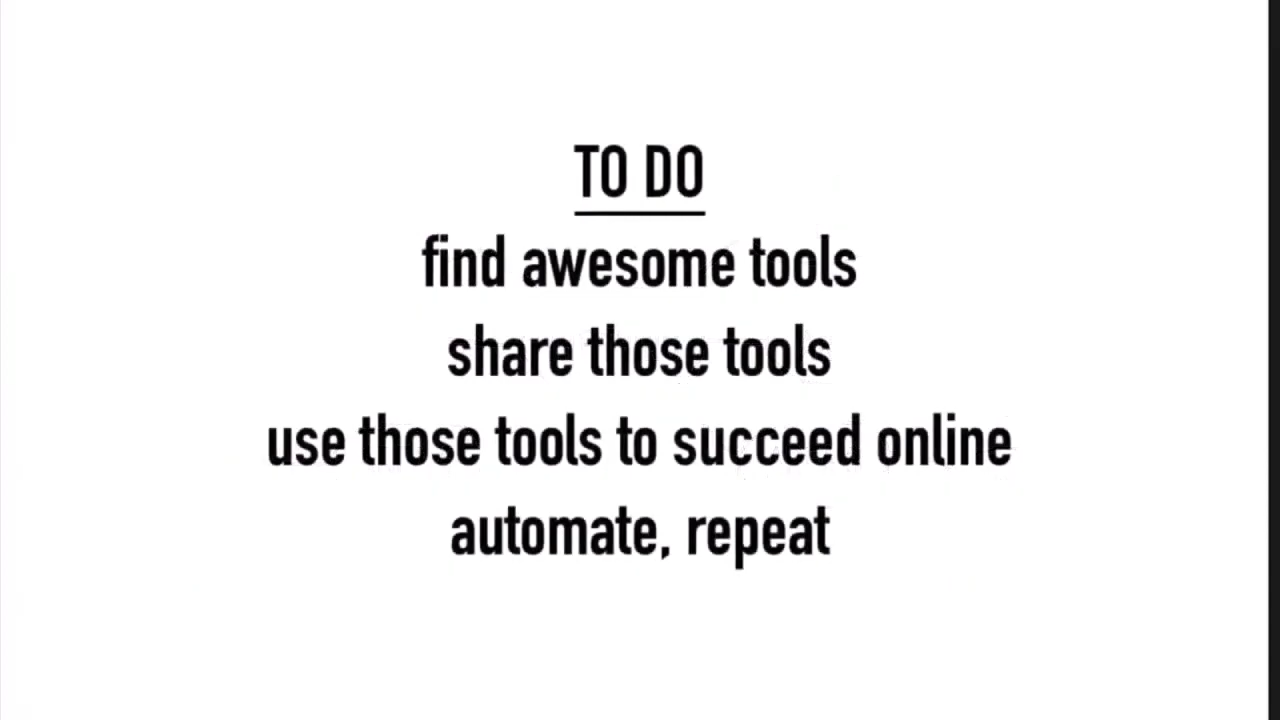 TO DO
find awesome tools
share those tools
use those tools to succeed online
automate, repeat